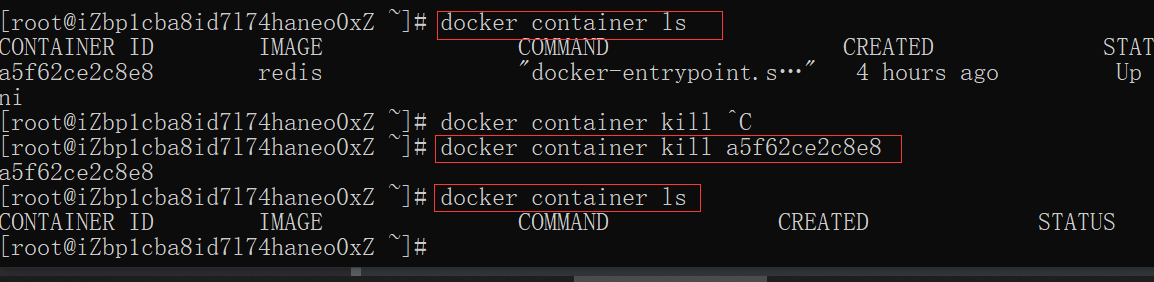 [root@iZbp1cba8id7l74haneo0xZ ~]# docker container ls
CONTAINER ID IMAGE COMMAND CREATED STAT
a5f62ce2c8e8 redis "docker-entrypoint.s…" 4 hours ago Up
ni
[root@iZbp1cba8id7l74haneo0xZ ~]# docker container kill ^C
[root@iZbp1cba8id7l74haneo0xZ ~]# docker container kill a5f62ce2c8e8
a5f62ce2c8e8
[root@iZbp1cba8id7l74haneo0xZ ~]# docker container ls
CONTAINER ID IMAGE COMMAND CREATED STATUS
[root@iZbp1cba8id7l74haneo0xZ ~]#